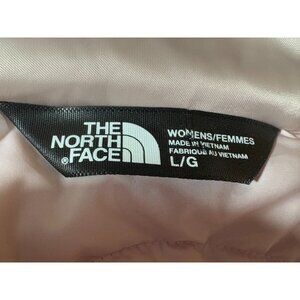 THE
NORTH
FACE
®
WOMENS/FEMMES
MADE IN VIETNAM
FABRIQUÉ AU VIETNAM
L/G